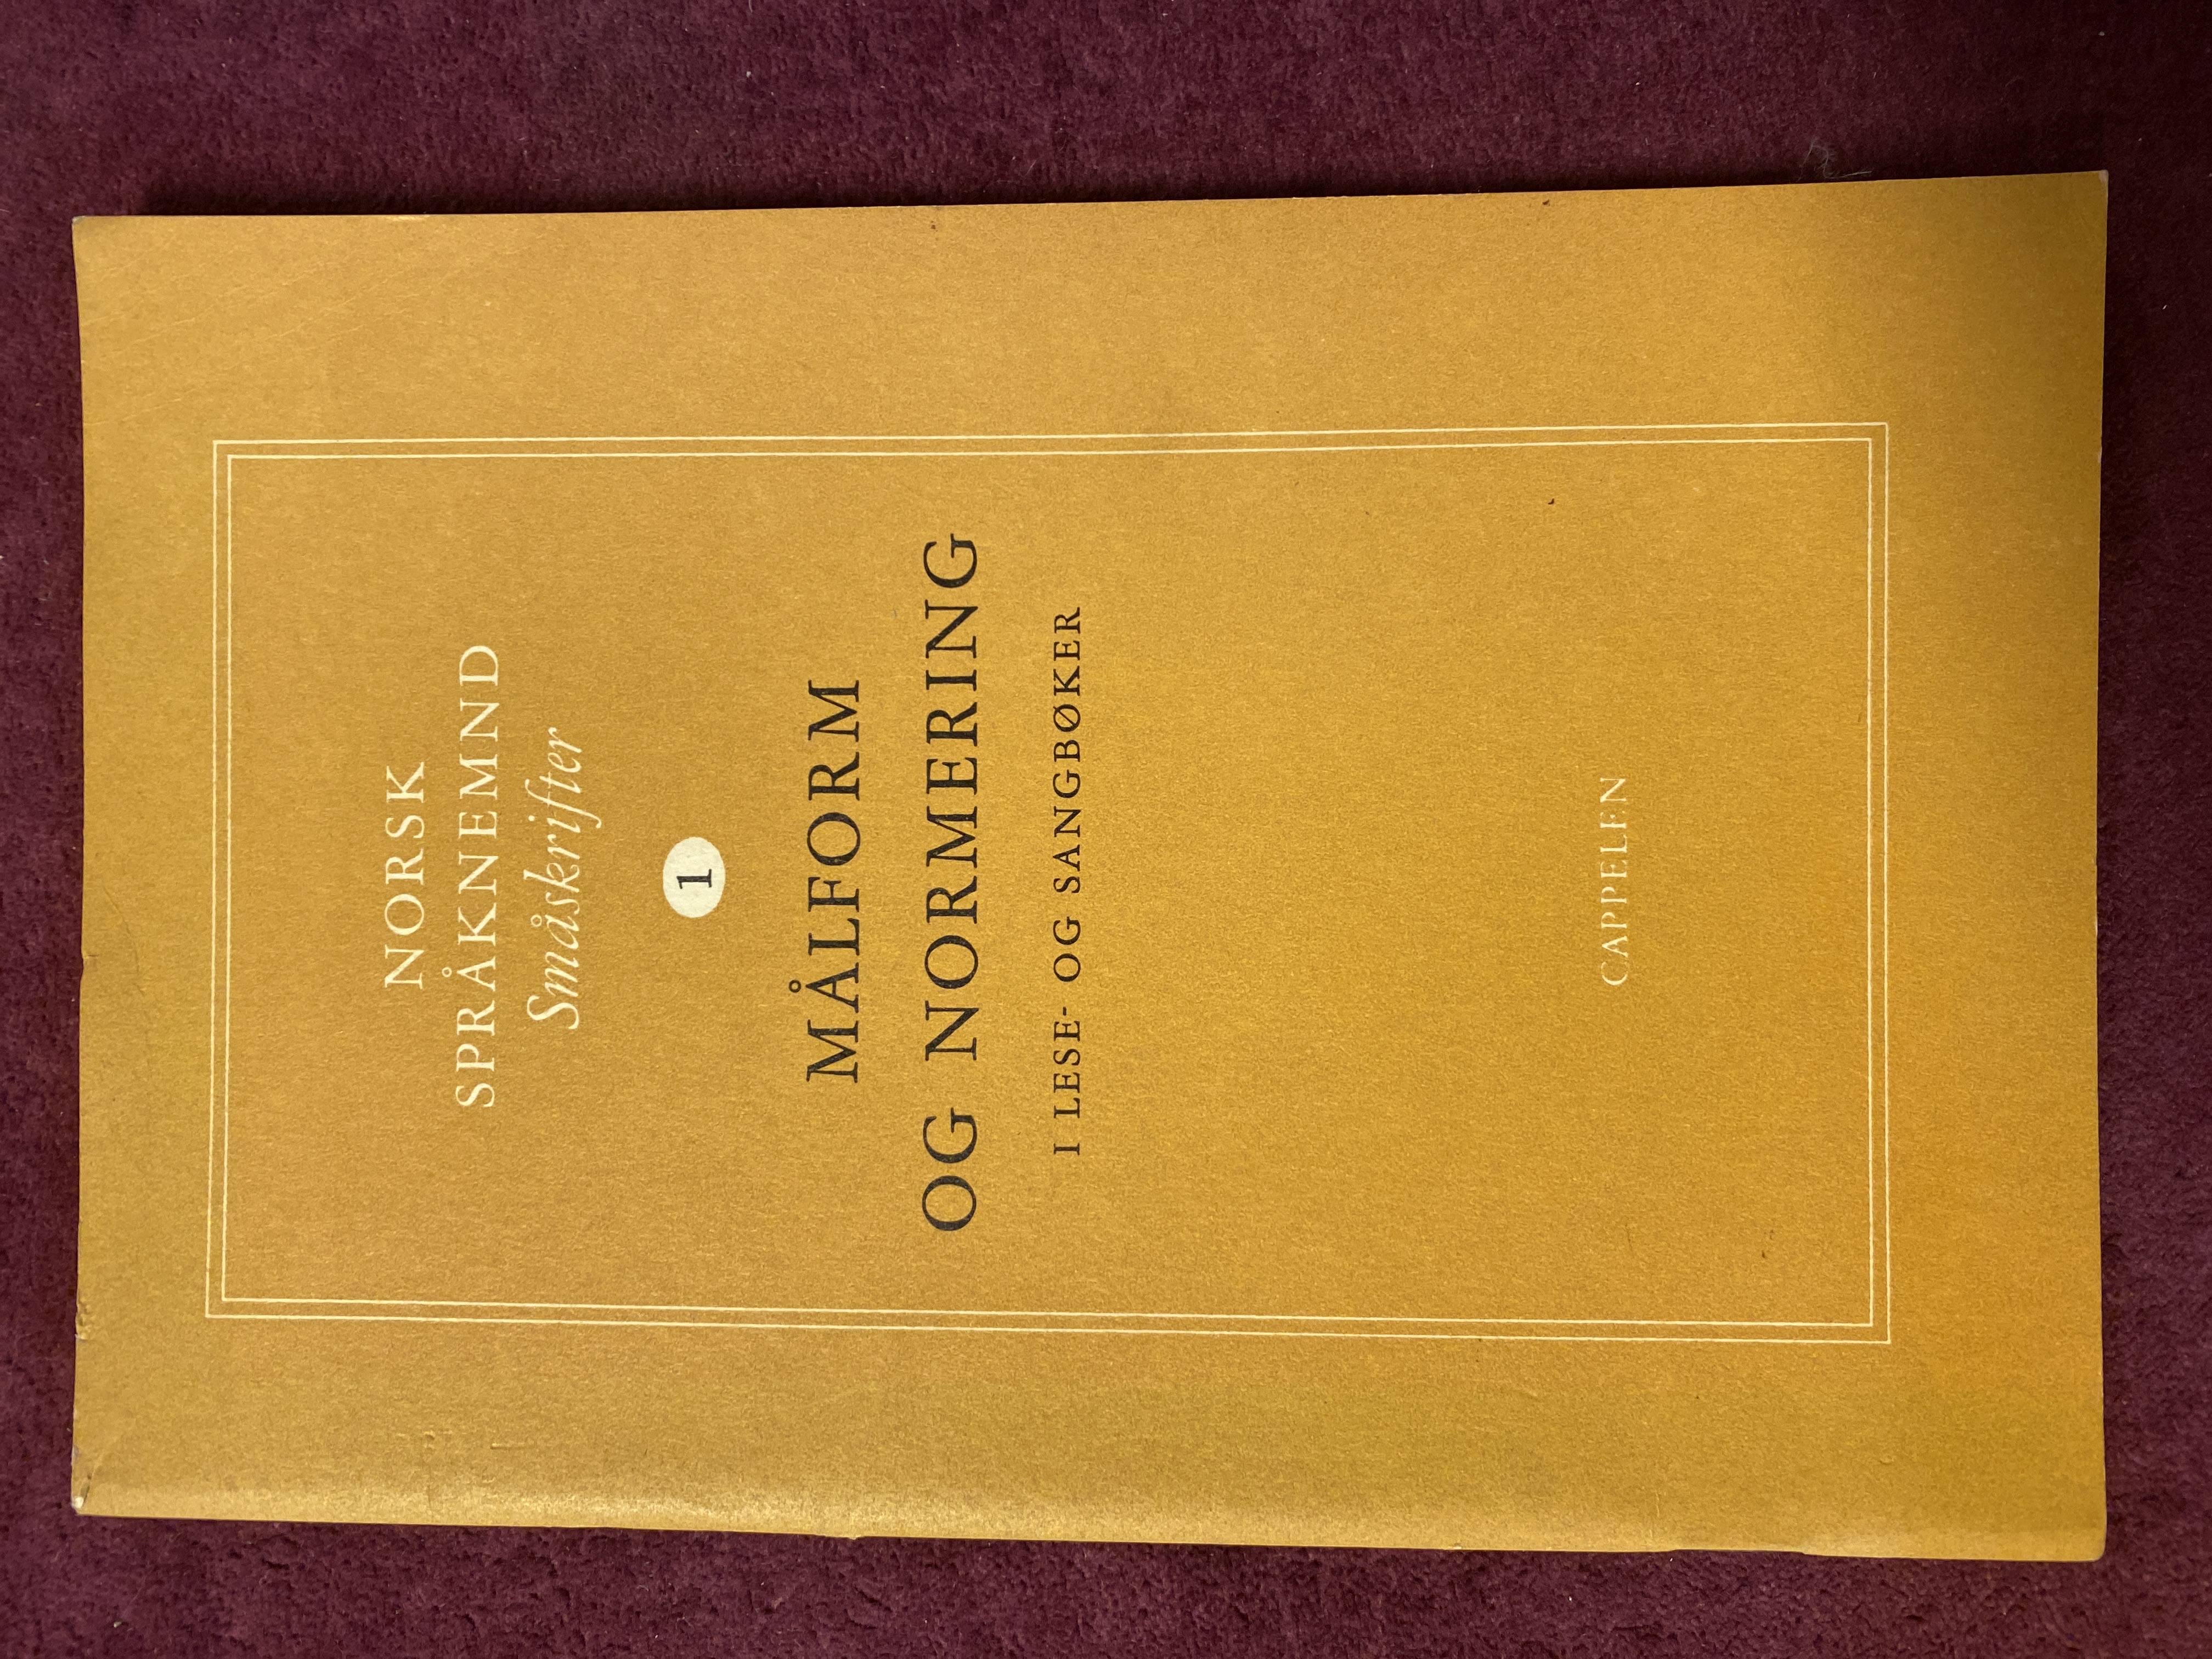 NORSK
SPRÅKNEMND
Småskrifter
1
MÅLFORM
OG NORMERING
I LESE- OG SANGBØKER
CAPPELEN